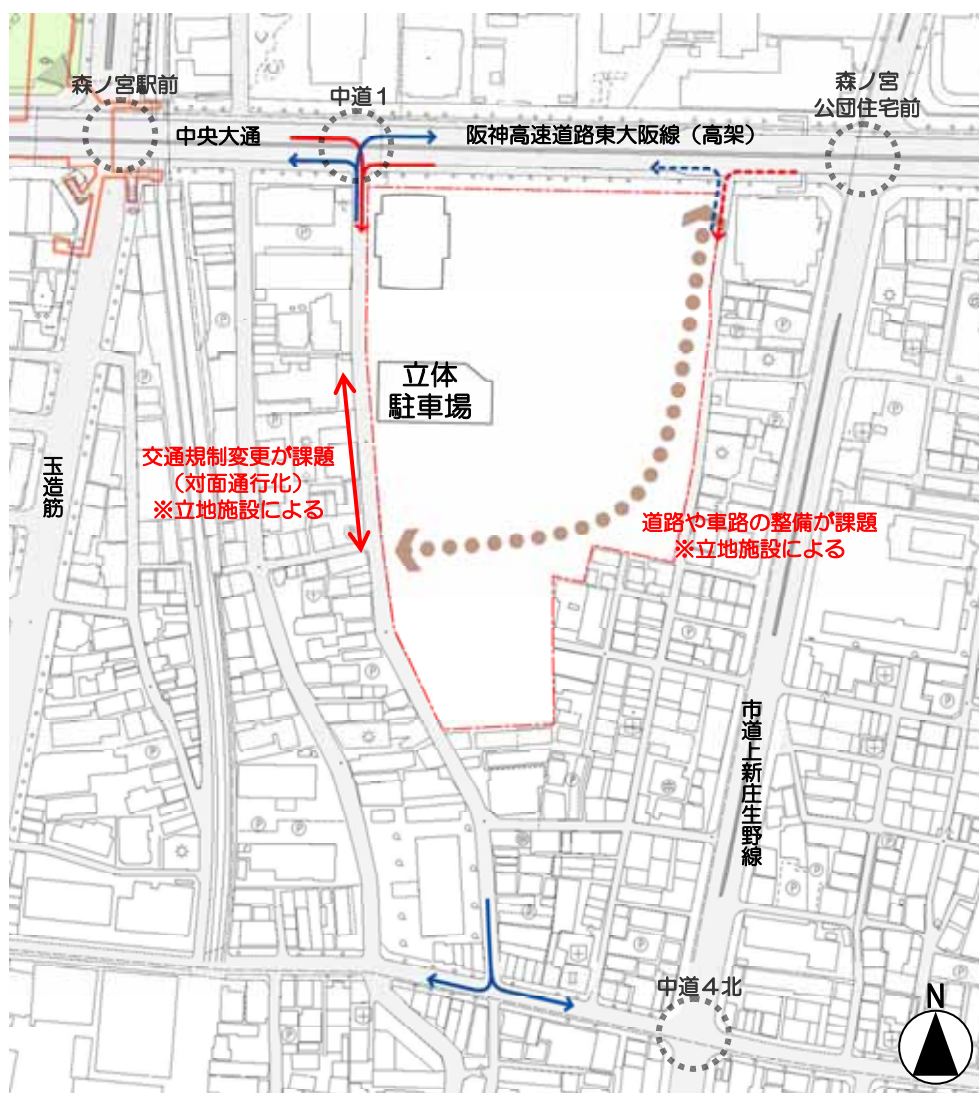 森ノ宮駅前
中道1
森ノ宮
公団住宅前
中央大通
阪神高速道路東大阪線（高架）
立体
駐車場
交通規制変更が課題
（対面通行化）
※立地施設による
玉造筋
道路や車路の整備が課題
※立地施設による
市道上新庄生野線
中道4北
N